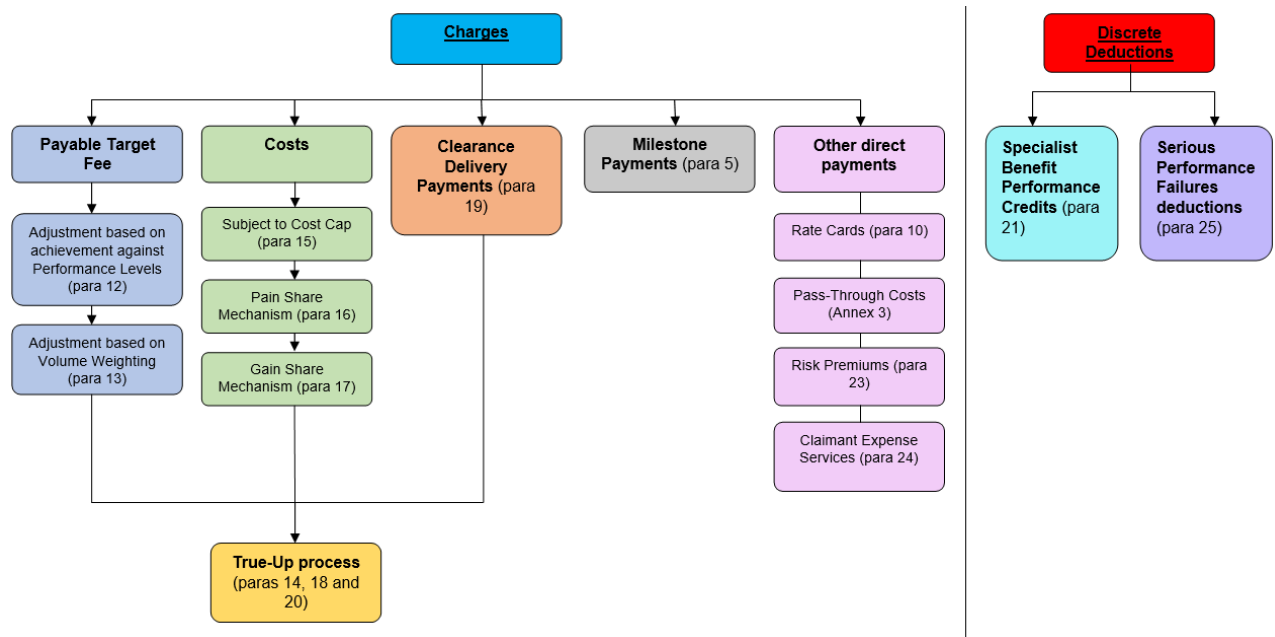 Charges
Discrete
Deductions
Payable Target
Fee
Costs
Clearance
Delivery
Payments (para
19)
Milestone
Payments (para 5)
Other direct
payments
Specialist
Benefit
Performance
Credits (para
21)
Serious
Performance
Failures
deductions
(para 25)
Adjustment based on
achievement against
Performance Levels
(para 12)
Adjustment based on
Volume Weighting
(para 13)
Subject to Cost Cap
(para 15)
Pain Share
Mechanism (para 16)
Gain Share
Mechanism (para 17)
Rate Cards (para 10)
Pass-Through Costs
(Annex 3)
Risk Premiums (para
23)
Claimant Expense
Services (para 24)
True-Up process
(paras 14, 18 and
20)